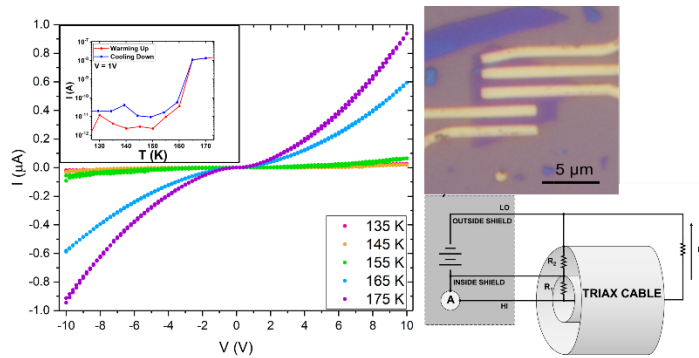 1.0
0.8
0.6
0.4
0.2
0.0
-0.2
-0.4
-0.6
-0.8
-1.0
I (μA)
-10 -8 -6 -4 -2 0 2 4 6 8 10
V (V)
10⁻⁷
10⁻⁸
10⁻⁹
10⁻¹⁰
10⁻¹¹
10⁻¹²
I (A)
Warming Up
Cooling Down
V = 1V
130 140 150 160 170
T (K)
135 K
145 K
155 K
165 K
175 K
5 μm
LO
OUTSIDE SHIELD
INSIDE SHIELD
HI
A
R₂
R₁
TRIAX CABLE